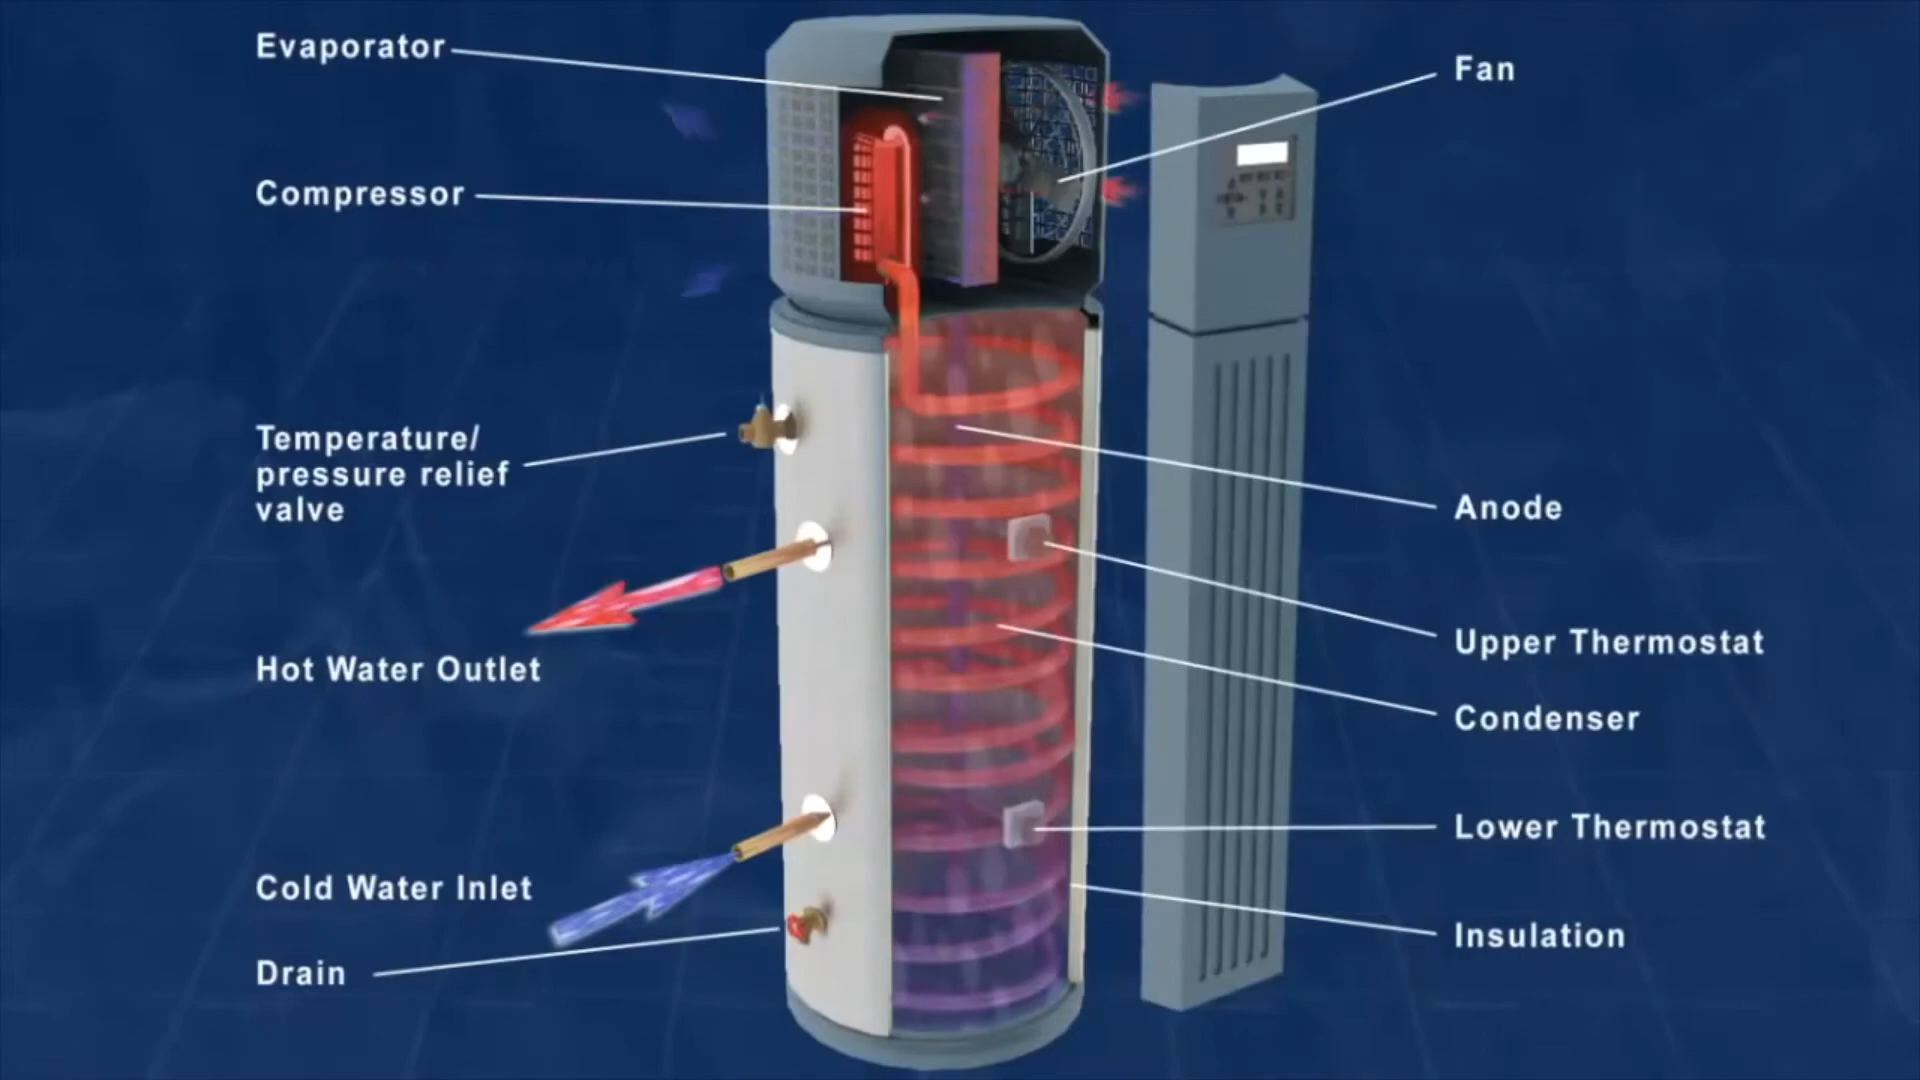 Evaporator
Fan
Compressor
Temperature/
pressure relief
valve
Anode
Upper Thermostat
Hot Water Outlet
Condenser
Lower Thermostat
Cold Water Inlet
Insulation
Drain